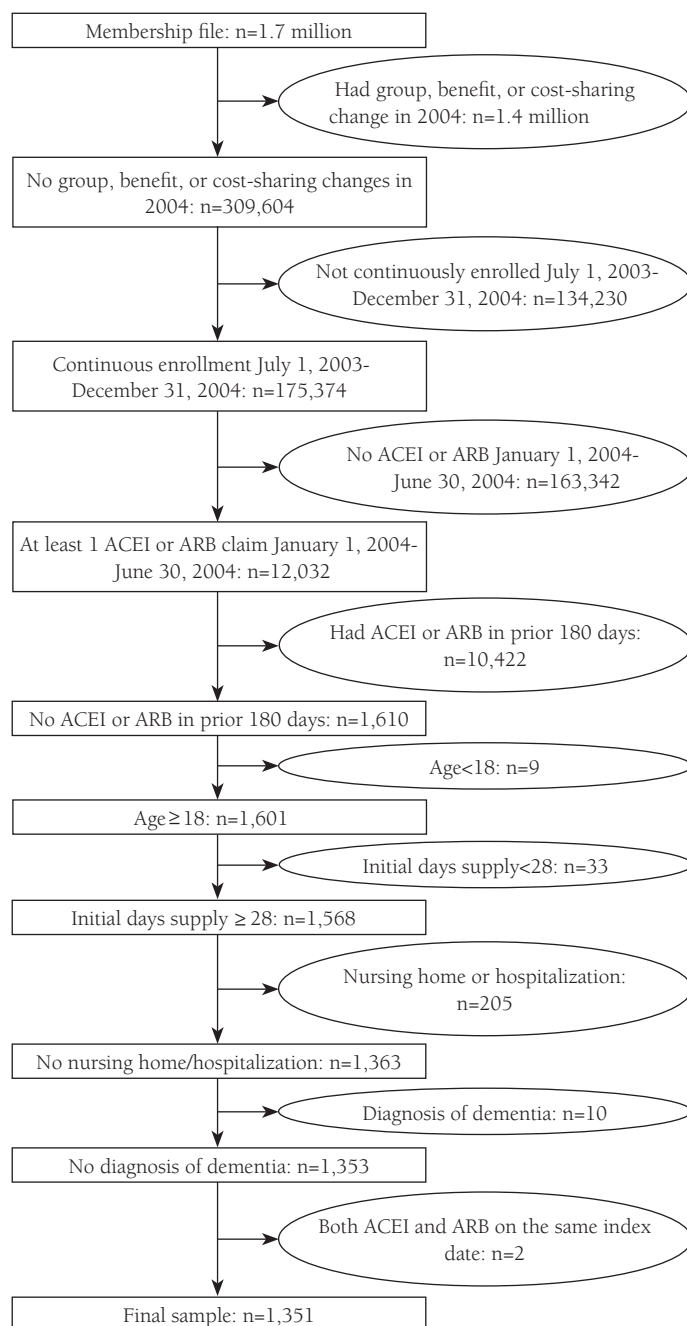 Membership file: n=1.7 million
Had group, benefit, or cost-sharing
change in 2004: n=1.4 million
No group, benefit, or cost-sharing changes in
2004: n=309,604
Not continuously enrolled July 1, 2003-
December 31, 2004: n=134,230
Continuous enrollment July 1, 2003-
December 31, 2004: n=175,374
No ACEI or ARB January 1, 2004-
June 30, 2004: n=163,342
At least 1 ACEI or ARB claim January 1, 2004-
June 30, 2004: n=12,032
Had ACEI or ARB in prior 180 days:
n=10,422
No ACEI or ARB in prior 180 days: n=1,610
Age<18: n=9
Age≥18: n=1,601
Initial days supply<28: n=33
Initial days supply ≥ 28: n=1,568
Nursing home or hospitalization:
n=205
No nursing home/hospitalization: n=1,363
Diagnosis of dementia: n=10
No diagnosis of dementia: n=1,353
Both ACEI and ARB on the same index
date: n=2
Final sample: n=1,351